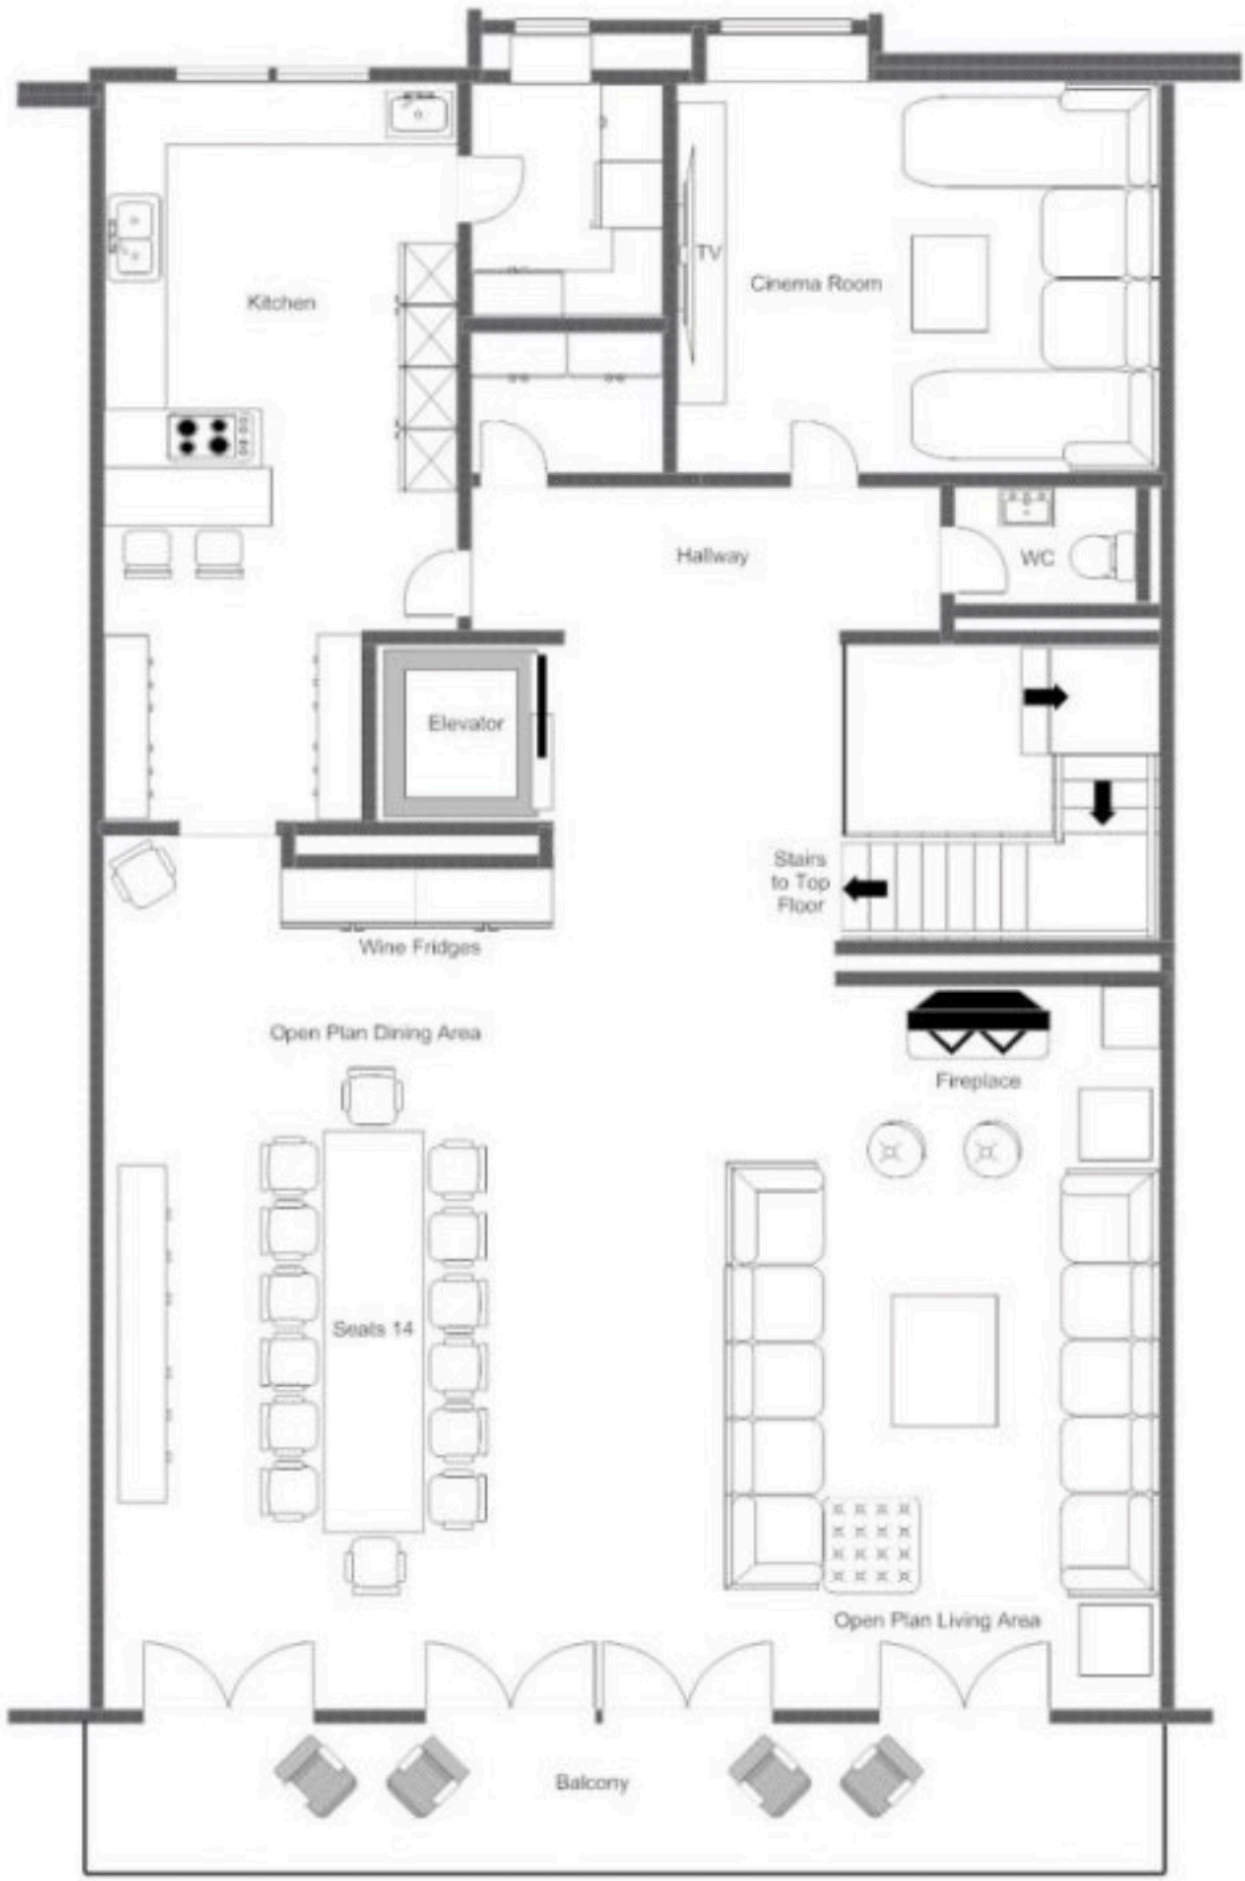 TV
Cinema Room
Kitchen
Hallway
WC
Elevator
Stairs
to Top
Floor
Wine Fridges
Open Plan Dining Area
Fireplace
Seats 14
Open Plan Living Area
Balcony